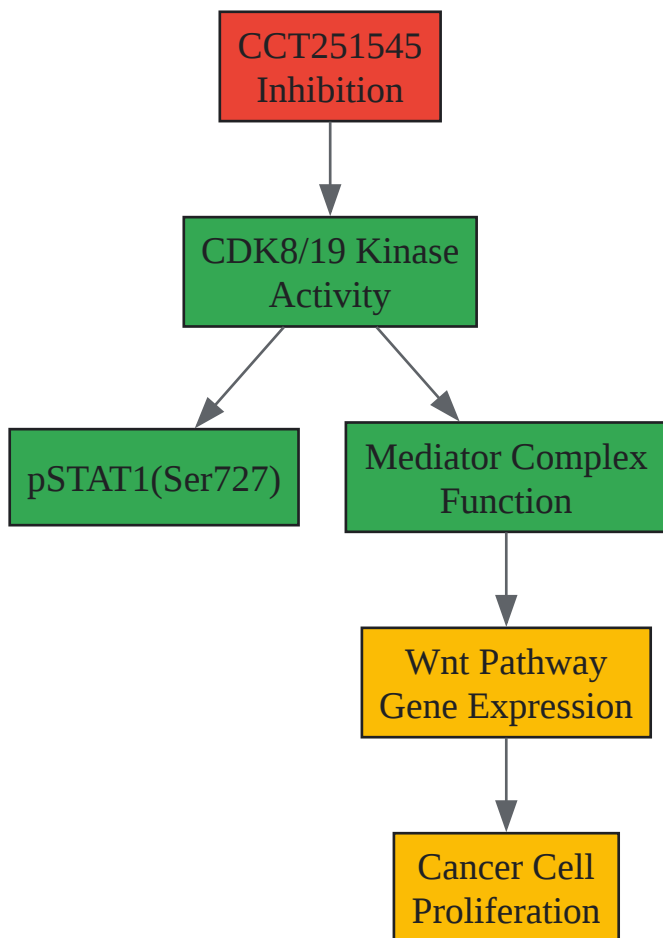 CCT251545
Inhibition
CDK8/19 Kinase
Activity
pSTAT1(Ser727)
Mediator Complex
Function
Wnt Pathway
Gene Expression
Cancer Cell
Proliferation